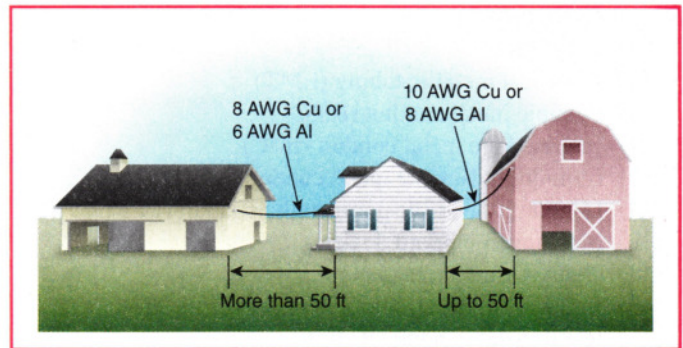 8 AWG Cu or
6 AWG Al
10 AWG Cu or
8 AWG Al
More than 50 ft
Up to 50 ft